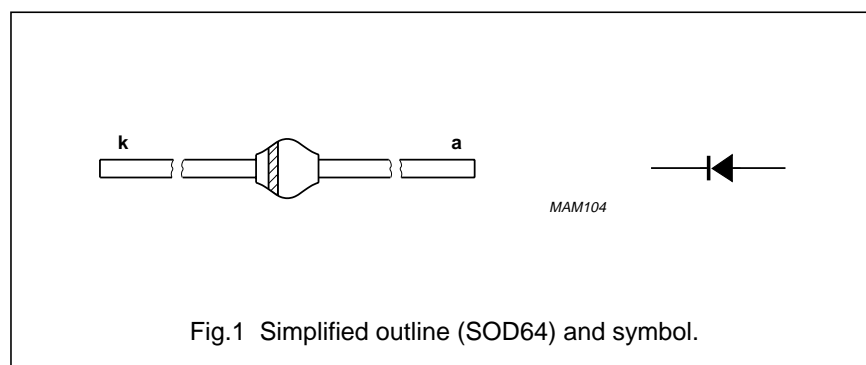 k
a
MAM104
Fig.1 Simplified outline (SOD64) and symbol.